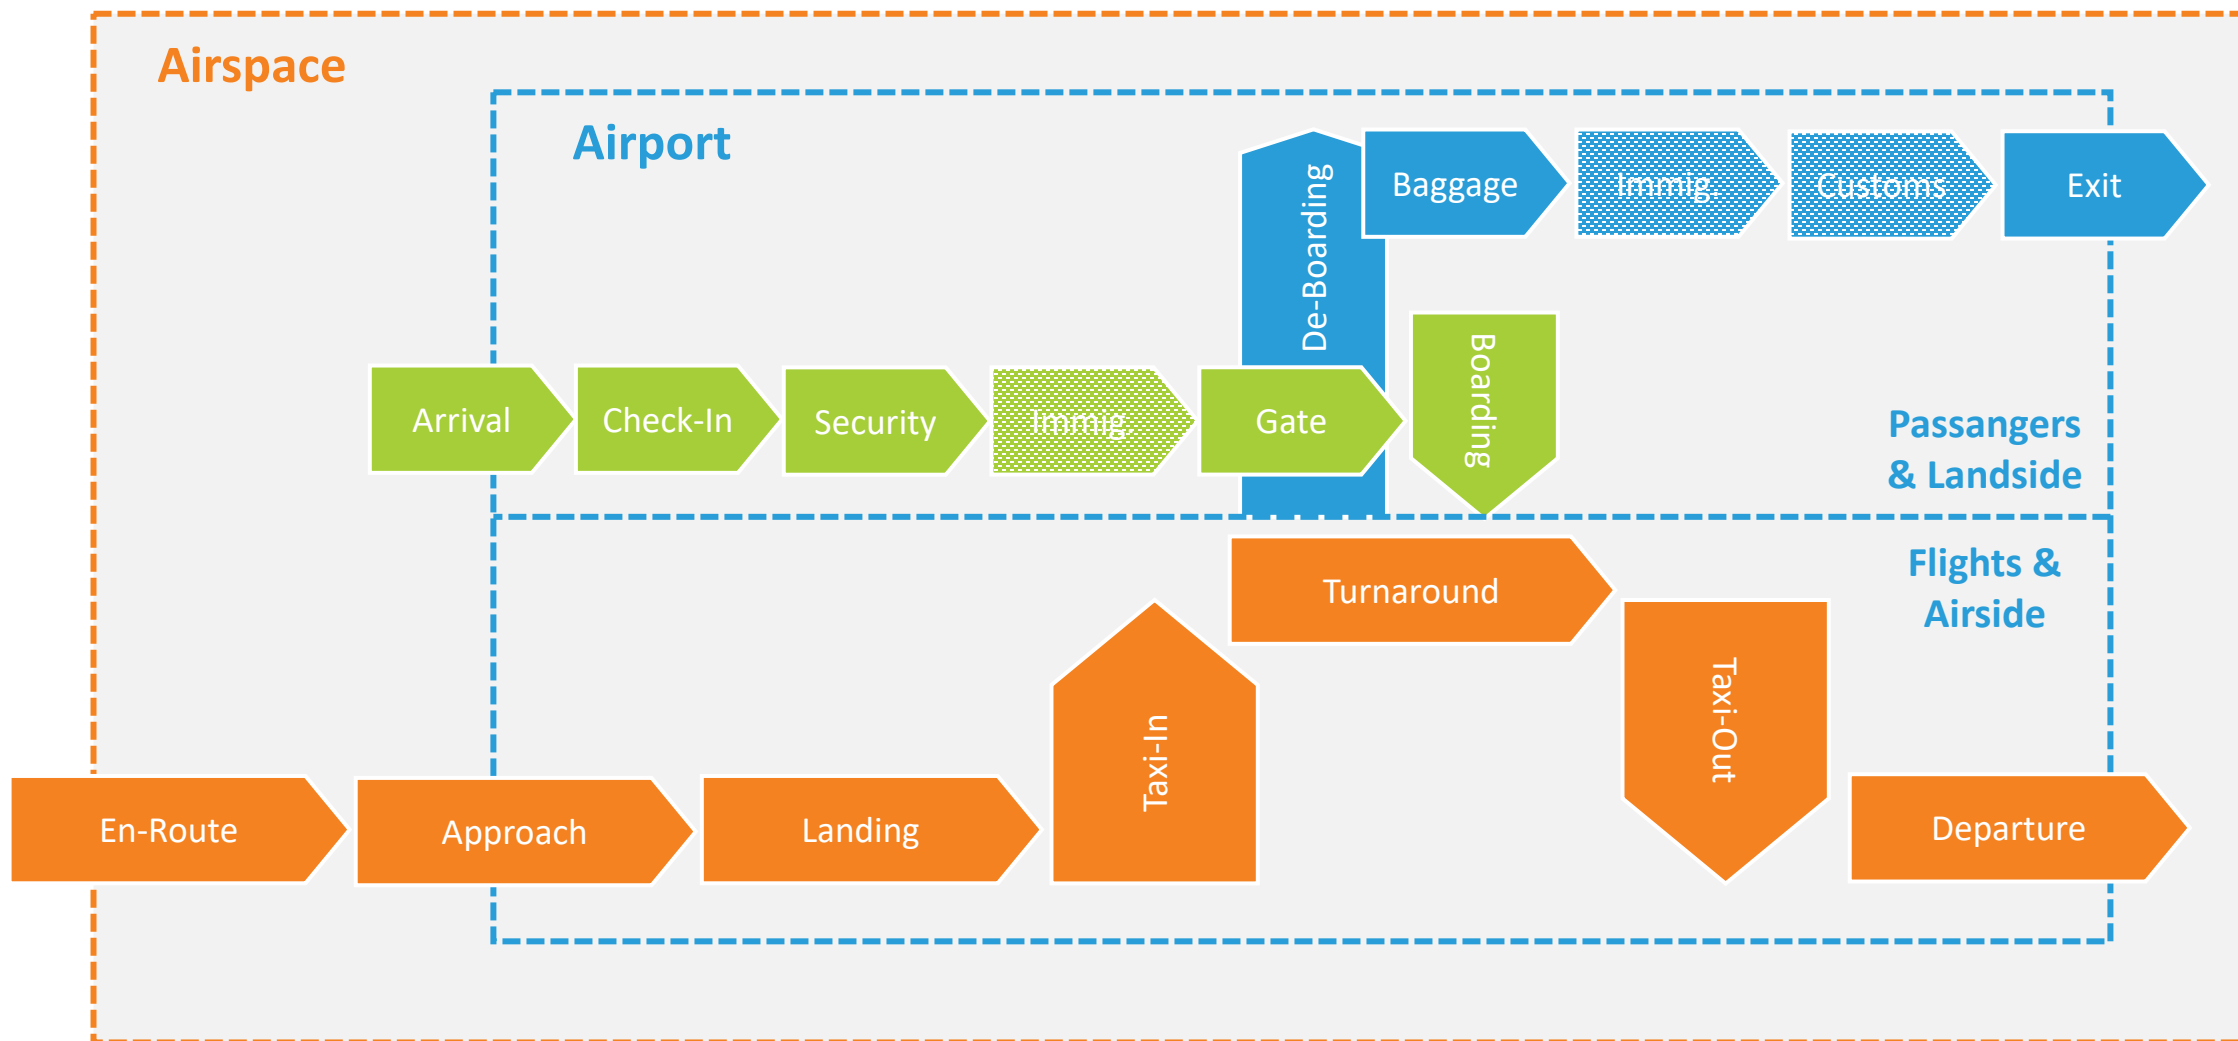 Airspace
Airport
De-Boarding
Baggage
Immig.
Customs
Exit
Arrival
Check-In
Security
Immig.
Gate
Boarding
Passangers
& Landside
Flights &
Airside
Turnaround
Taxi-In
Taxi-Out
En-Route
Approach
Landing
Departure